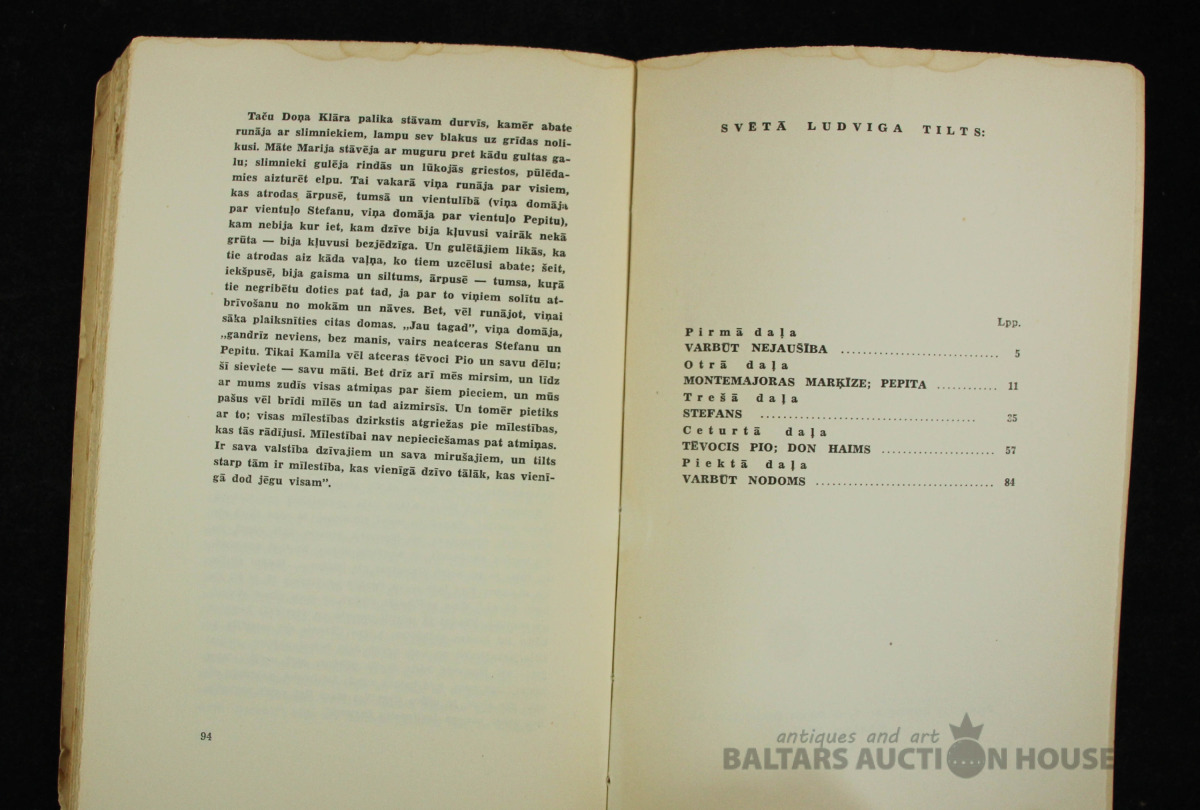 Taču Doņa Klāra palika stāvam durvīs, kamēr abate
runāja ar slimniekiem, lampu sev blakus uz grīdas noli-
kusi. Māte Marija stāvēja ar muguru pret kādu gultas ga-
lu; slimnieki gulēja rindās un lūkojās griestos, pūlēda-
mies aizturēt elpu. Tai vakarā viņa runāja par visiem,
kas atrodas ārpusē, tumsā un vientulībā (viņa domāja
par vientuļo Stefanu, viņa domāja par vientuļo Pepitu),
kam nebija kur iet, kam dzīve bija kļuvusi vairāk nekā
grūta — bija kļuvusi bezjēdzīga. Un gulētājiem likās, ka
tie atrodas aiz kāda vaļņa, ko tiem uzcēlusi abate; šeit,
iekšpusē, bija gaisma un siltums, ārpusē — tumsa, kuŗā
tie negribētu doties pat tad, ja par to viņiem solītu at-
brīvošanu no mokām un nāves. Bet, vēl runājot, viņai
sāka plaiksnīties citas domas. „Jau tagad”, viņa domāja,
„gandrīz neviens, bez manis, vairs neatceras Stefanu un
Pepitu. Tikai Kamila vēl atceras tēvoci Pio un savu dēlu;
šī sieviete — savu māti. Bet drīz arī mēs mirsim, un līdz
ar mums zudīs visas atmiņas par šiem pieciem, un mūs
pašus vēl brīdi mīlēs un tad aizmirsīs. Un tomēr pietiks
ar to; visas mīlestības dzirkstis atgriežas pie mīlestības,
kas tās rādījusi. Mīlestībai nav nepieciešamas pat atmiņas.
Ir sava valstība dzīvajiem un sava mirušajiem, un tilts
starp tām ir mīlestība, kas vienīgā dzīvo tālāk, kas vienī-
gā dod jēgu visam”.
94
SVĒTĀ LUDVIGA TILTS:
Lpp.
Pirmā daļa
VARBŪT NEJAUŠĪBA .............................. 5
Otrā daļa
MONTEMAJORAS MARĶĪZE; PEPITA ............ 11
Trešā daļa
STEFANS ........................................ 35
Ceturtā daļa
TĒVOCIS PIO; DON HAIMS ..................... 57
Piektā daļa
VARBŪT NODOMS ................................. 84
antiques and art
BALTARS AUCTION HOUSE